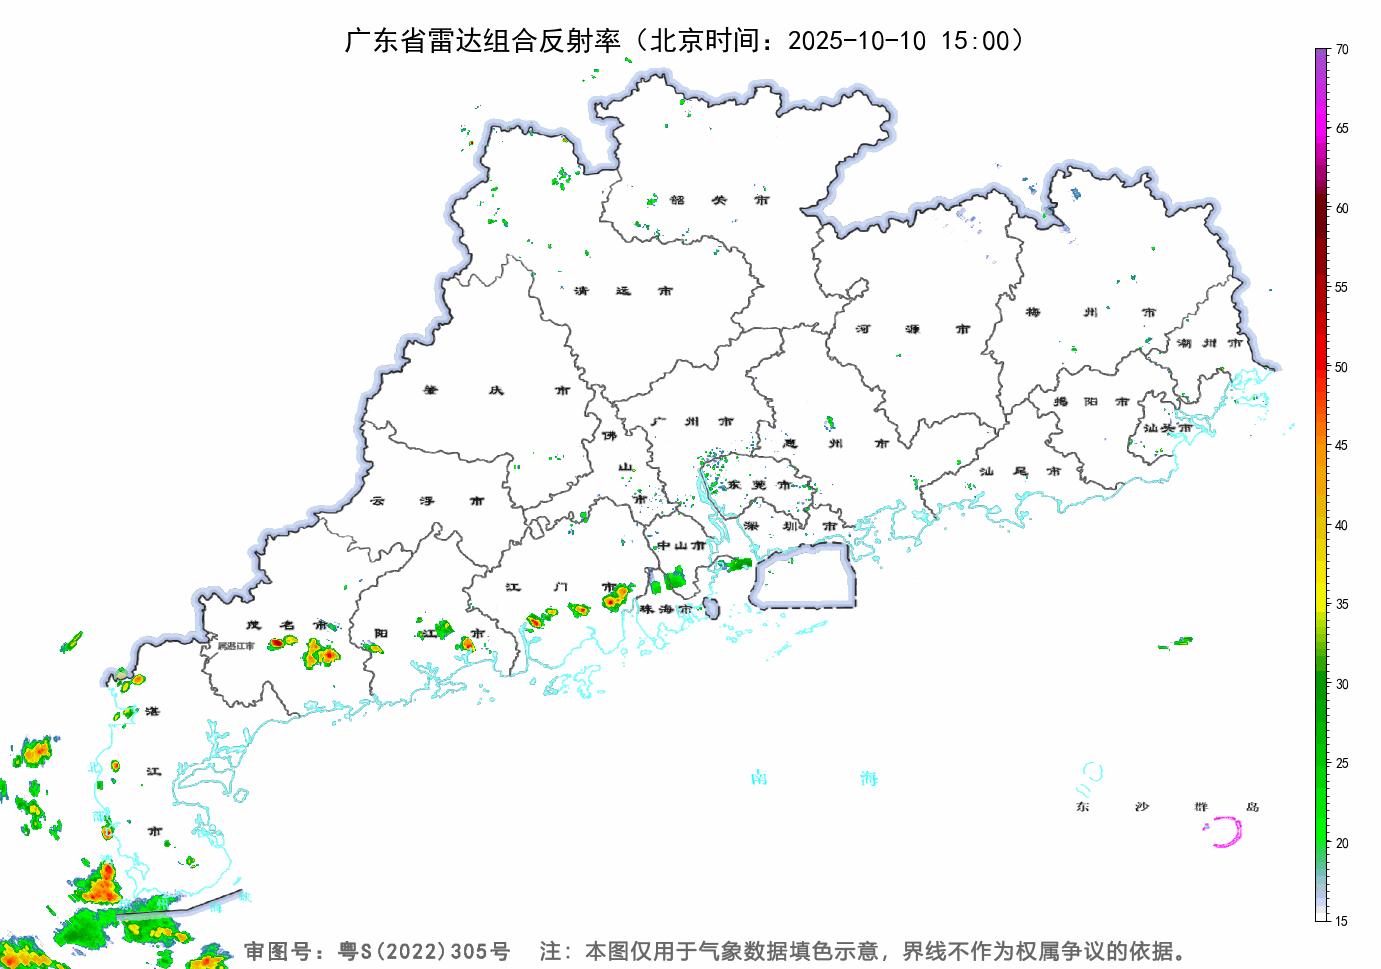 广东省雷达组合反射率（北京时间：2025-10-10 15:00）
70
65
60
55
50
45
40
35
30
25
20
15
韶关市
清远市
河源市
梅州市
潮州市
肇庆市
广州市
揭阳市
汕头市
佛山市
惠州市
云浮市
东莞市
汕尾市
深圳市
中山市
江门市
珠海市
茂名市
阳江市
属湛江市
湛江市
南海
东沙群岛
北
海
审图号：粤S(2022)305号 注：本图仅用于气象数据填色示意，界线不作为权属争议的依据。